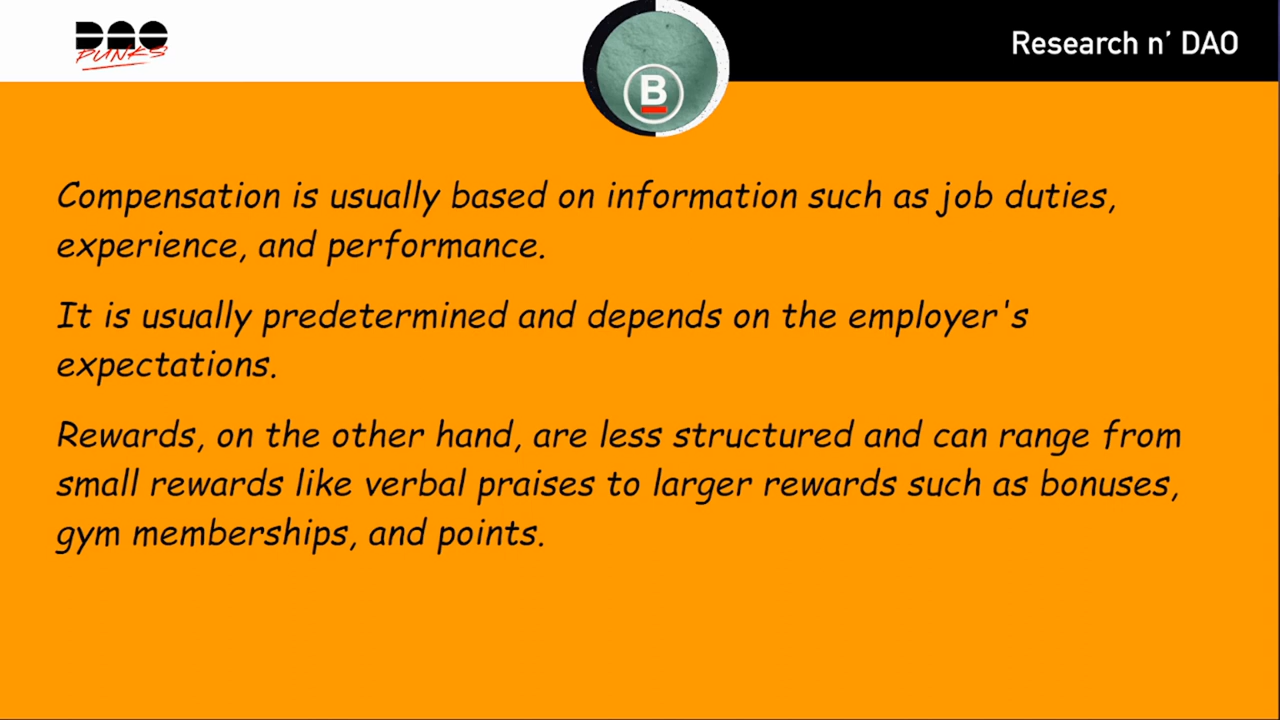 DAO
PUNKS
B
Research n’ DAO
Compensation is usually based on information such as job duties,
experience, and performance.
It is usually predetermined and depends on the employer's
expectations.
Rewards, on the other hand, are less structured and can range from
small rewards like verbal praises to larger rewards such as bonuses,
gym memberships, and points.